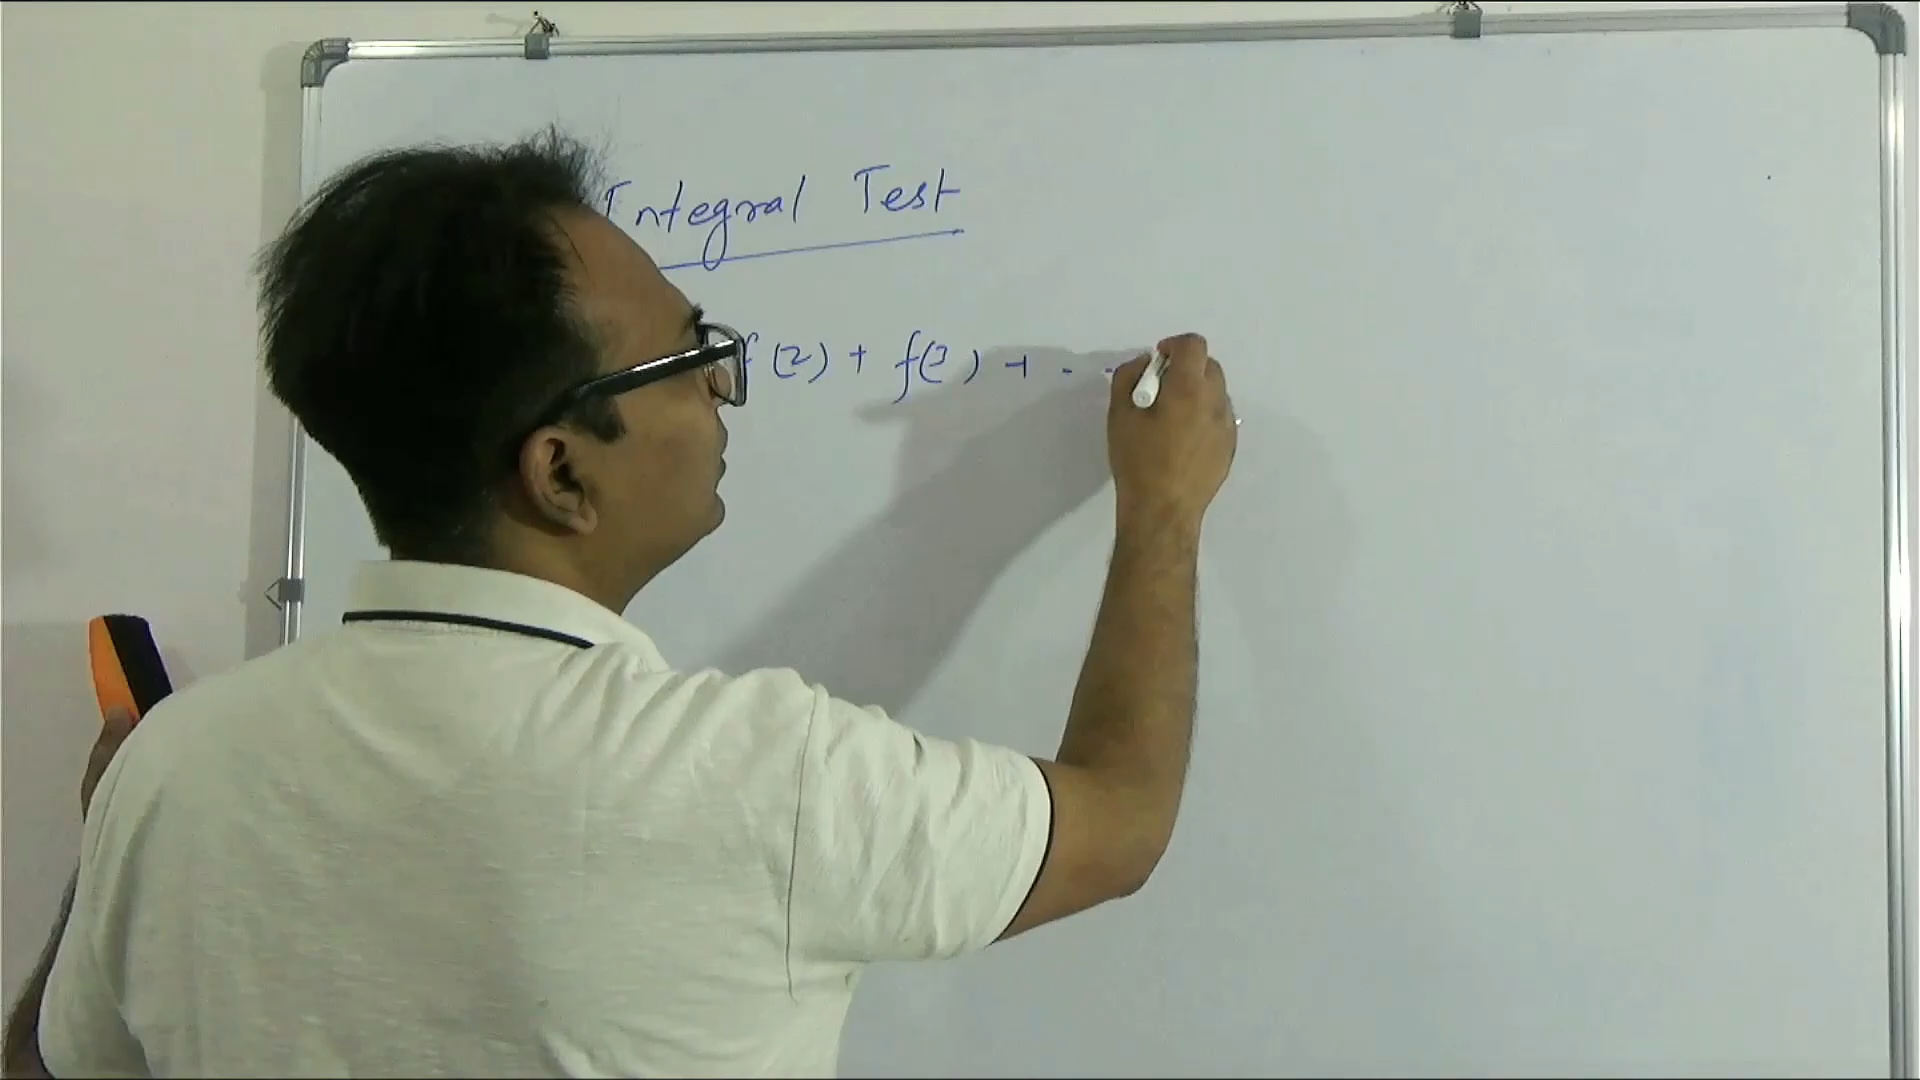 Integral Test
f(2) + f(3) + . . .